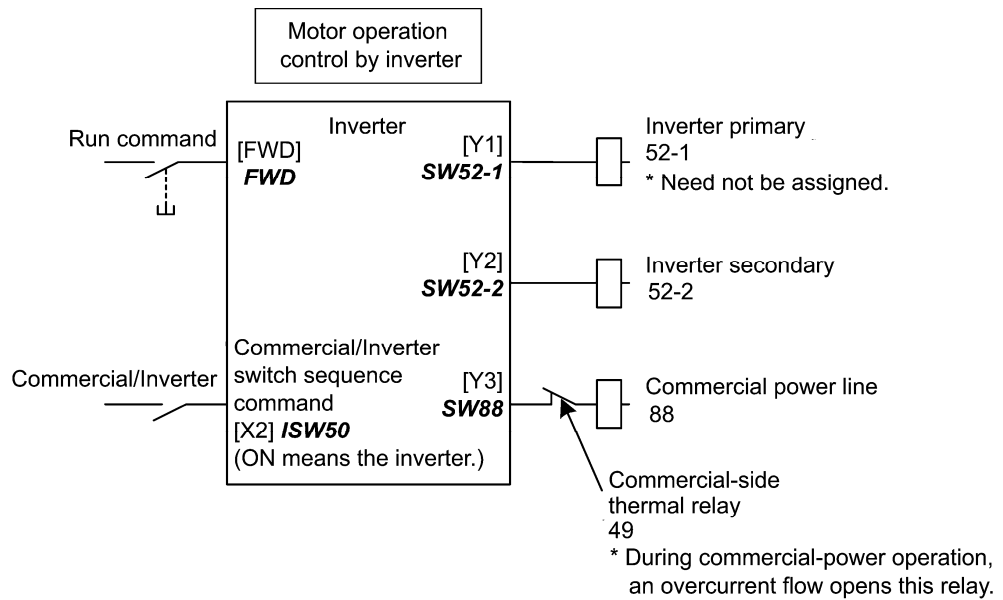 Motor operation
control by inverter
Inverter
Run command
[FWD]
FWD
[Y1]
SW52-1
Inverter primary
52-1
* Need not be assigned.
[Y2]
SW52-2
Inverter secondary
52-2
Commercial/Inverter
Commercial/Inverter
switch sequence
command
[X2] ISW50
(ON means the inverter.)
[Y3]
SW88
Commercial power line
88
Commercial-side
thermal relay
49
* During commercial-power operation,
an overcurrent flow opens this relay.